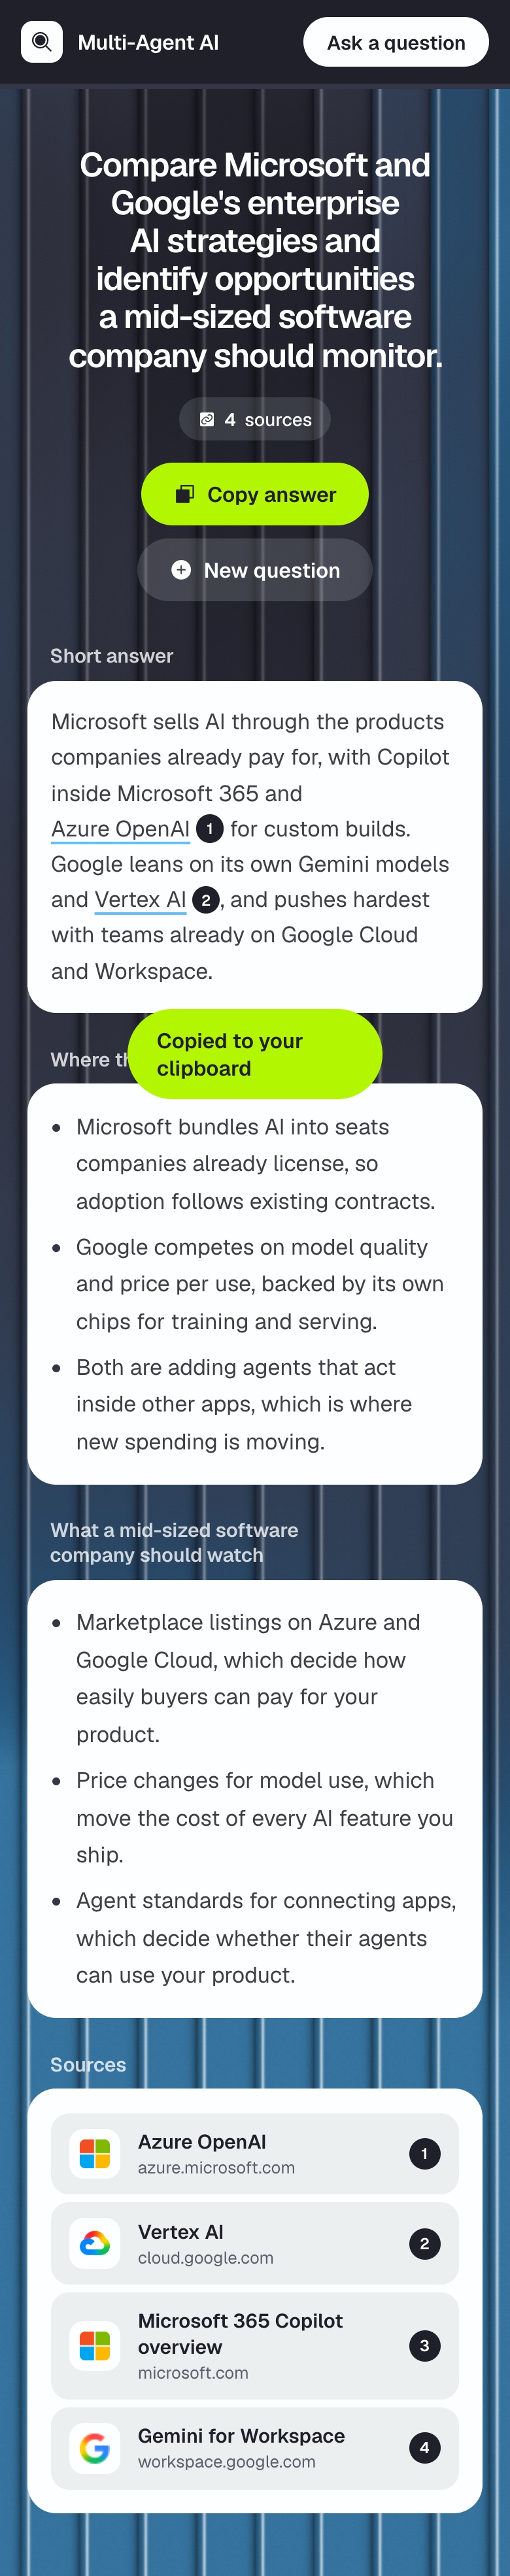 Multi-Agent AI
Ask a question
Compare Microsoft and
Google's enterprise
AI strategies and
identify opportunities
a mid-sized software
company should monitor.
4 sources
Copy answer
New question
Short answer
Microsoft sells AI through the products
companies already pay for, with Copilot
inside Microsoft 365 and
Azure OpenAI 1 for custom builds.
Google leans on its own Gemini models
and Vertex AI 2, and pushes hardest
with teams already on Google Cloud
and Workspace.
Copied to your
clipboard
Where
Microsoft bundles AI into seats
companies already license, so
adoption follows existing contracts.
Google competes on model quality
and price per use, backed by its own
chips for training and serving.
Both are adding agents that act
inside other apps, which is where
new spending is moving.
What a mid-sized software
company should watch
Marketplace listings on Azure and
Google Cloud, which decide how
easily buyers can pay for your
product.
Price changes for model use, which
move the cost of every AI feature you
ship.
Agent standards for connecting apps,
which decide whether their agents
can use your product.
Sources
Azure OpenAI
azure.microsoft.com
1
Vertex AI
cloud.google.com
2
Microsoft 365 Copilot
overview
microsoft.com
3
Gemini for Workspace
workspace.google.com
4